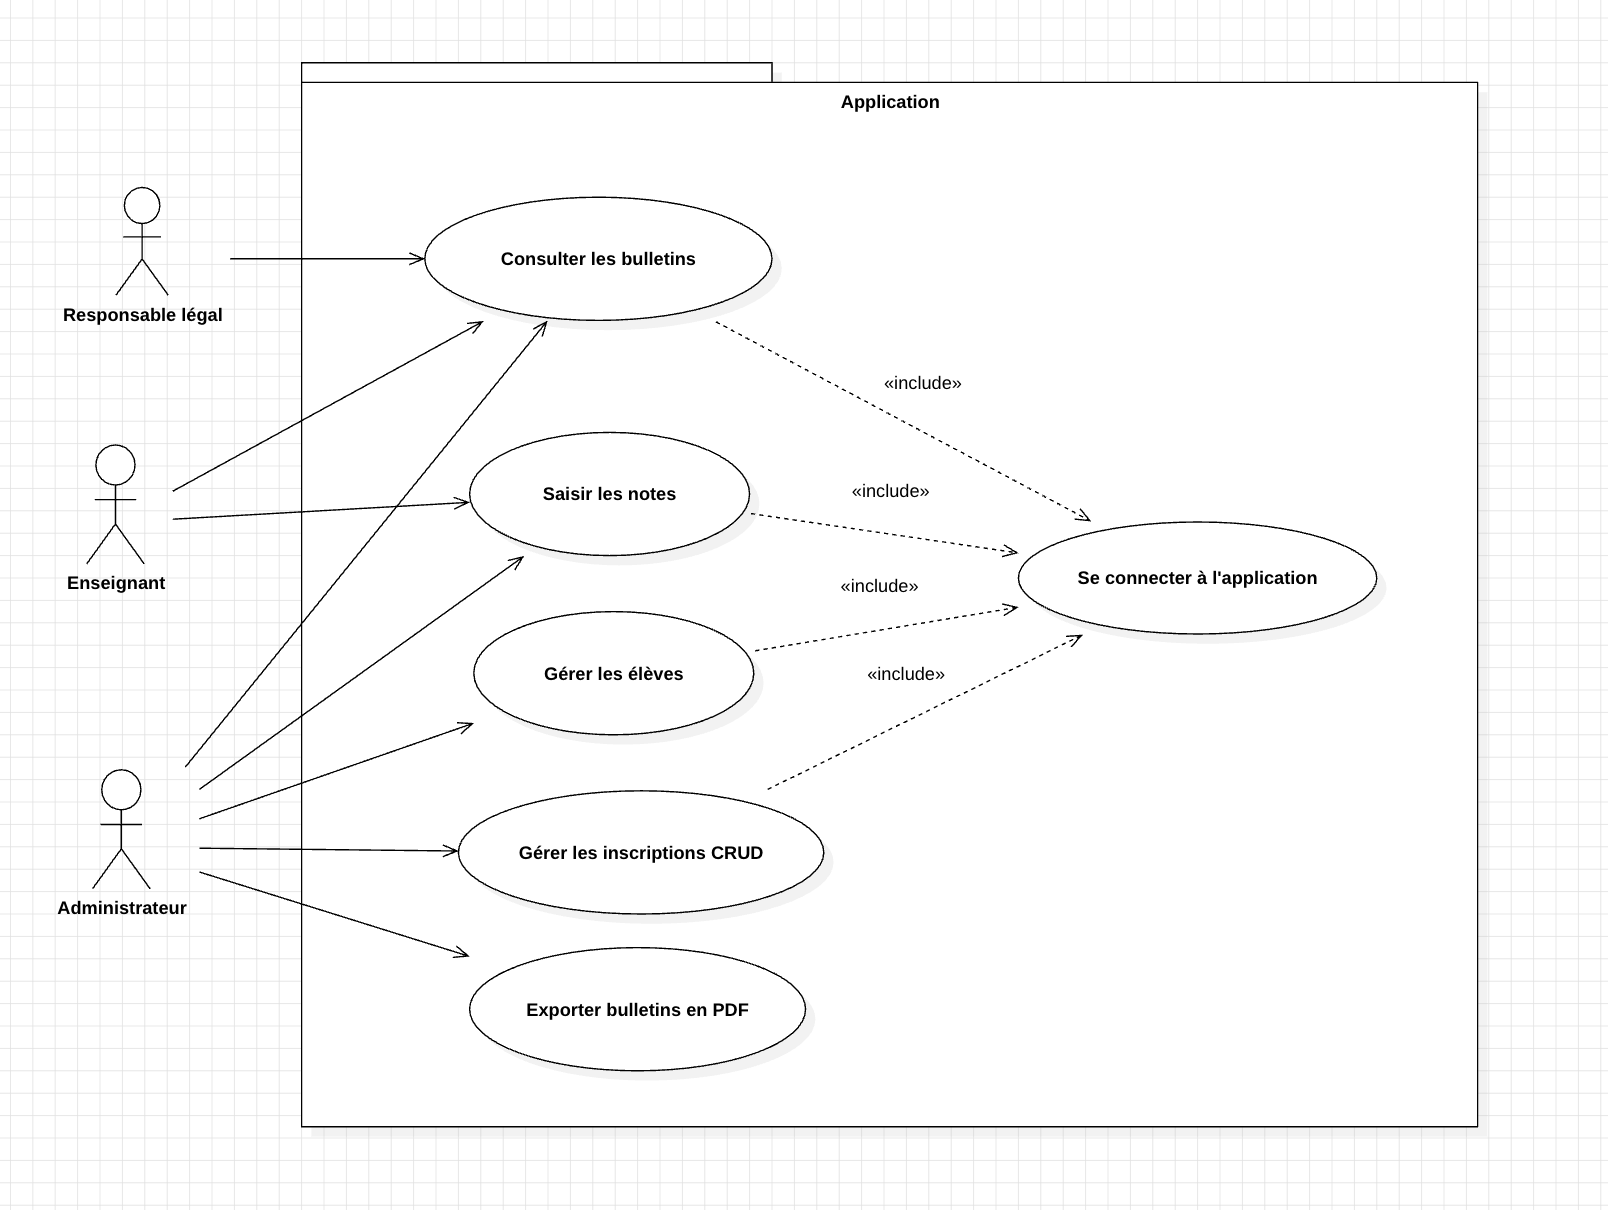 Application
Responsable légal
Consulter les bulletins
«include»
Enseignant
Saisir les notes
«include»
Se connecter à l'application
«include»
Gérer les élèves
«include»
Administrateur
Gérer les inscriptions CRUD
Exporter bulletins en PDF